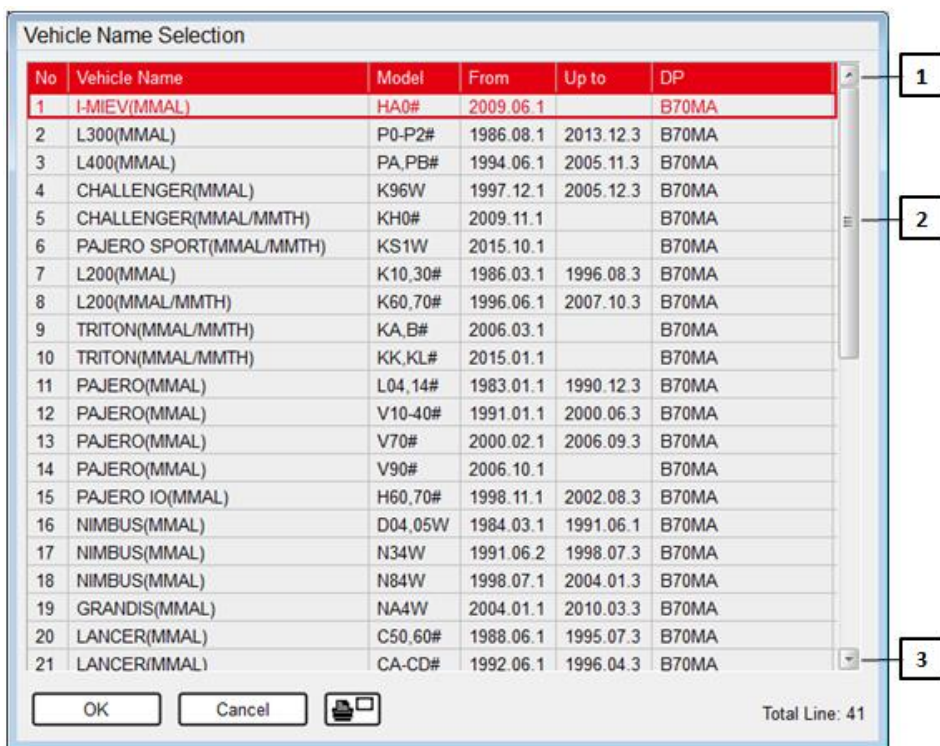 Vehicle Name Selection
No Vehicle Name Model From Up to DP
1 I-MIEV(MMAL) HA0# 2009.06.1 B70MA
2 L300(MMAL) P0-P2# 1986.08.1 2013.12.3 B70MA
3 L400(MMAL) PA,PB# 1994.06.1 2005.11.3 B70MA
4 CHALLENGER(MMAL) K96W 1997.12.1 2005.12.3 B70MA
5 CHALLENGER(MMAL/MMTH) KH0# 2009.11.1 B70MA
6 PAJERO SPORT(MMAL/MMTH) KS1W 2015.10.1 B70MA
7 L200(MMAL) K10,30# 1986.03.1 1996.08.3 B70MA
8 L200(MMAL/MMTH) K60,70# 1996.06.1 2007.10.3 B70MA
9 TRITON(MMAL/MMTH) KA,B# 2006.03.1 B70MA
10 TRITON(MMAL/MMTH) KK,KL# 2015.01.1 B70MA
11 PAJERO(MMAL) L04,14# 1983.01.1 1990.12.3 B70MA
12 PAJERO(MMAL) V10-40# 1991.01.1 2000.06.3 B70MA
13 PAJERO(MMAL) V70# 2000.02.1 2006.09.3 B70MA
14 PAJERO(MMAL) V90# 2006.10.1 B70MA
15 PAJERO IO(MMAL) H60,70# 1998.11.1 2002.08.3 B70MA
16 NIMBUS(MMAL) D04,05W 1984.03.1 1991.06.1 B70MA
17 NIMBUS(MMAL) N34W 1991.06.2 1998.07.3 B70MA
18 NIMBUS(MMAL) N84W 1998.07.1 2004.01.3 B70MA
19 GRANDIS(MMAL) NA4W 2004.01.1 2010.03.3 B70MA
20 LANCER(MMAL) C50,60# 1988.06.1 1995.07.3 B70MA
21 LANCER(MMAL) CA-CD# 1992.06.1 1996.04.3 B70MA
OK Cancel Total Line: 41
1
2
3